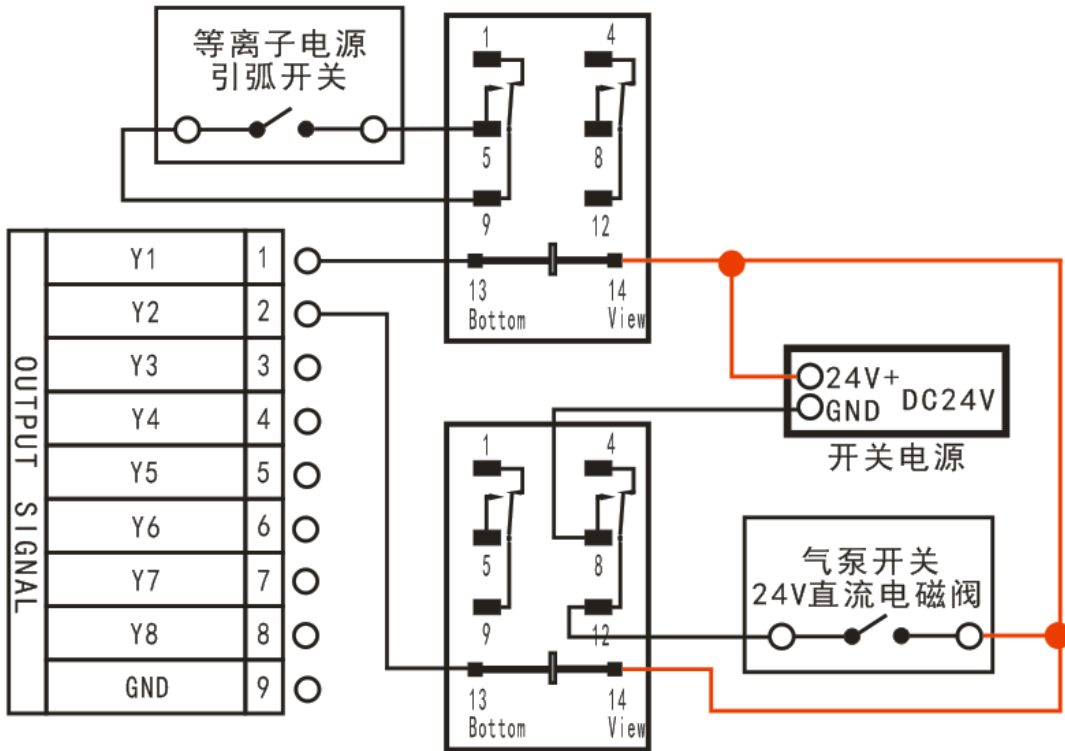 等离子电源
引弧开关
1 4
5 8
9 12
13 14
Bottom View
OUTPUT SIGNAL
Y1 1
Y2 2
Y3 3
Y4 4
Y5 5
Y6 6
Y7 7
Y8 8
GND 9
24V+
GND
DC24V
开关电源
1 4
5 8
9 12
13 14
Bottom View
气泵开关
24V直流电磁阀